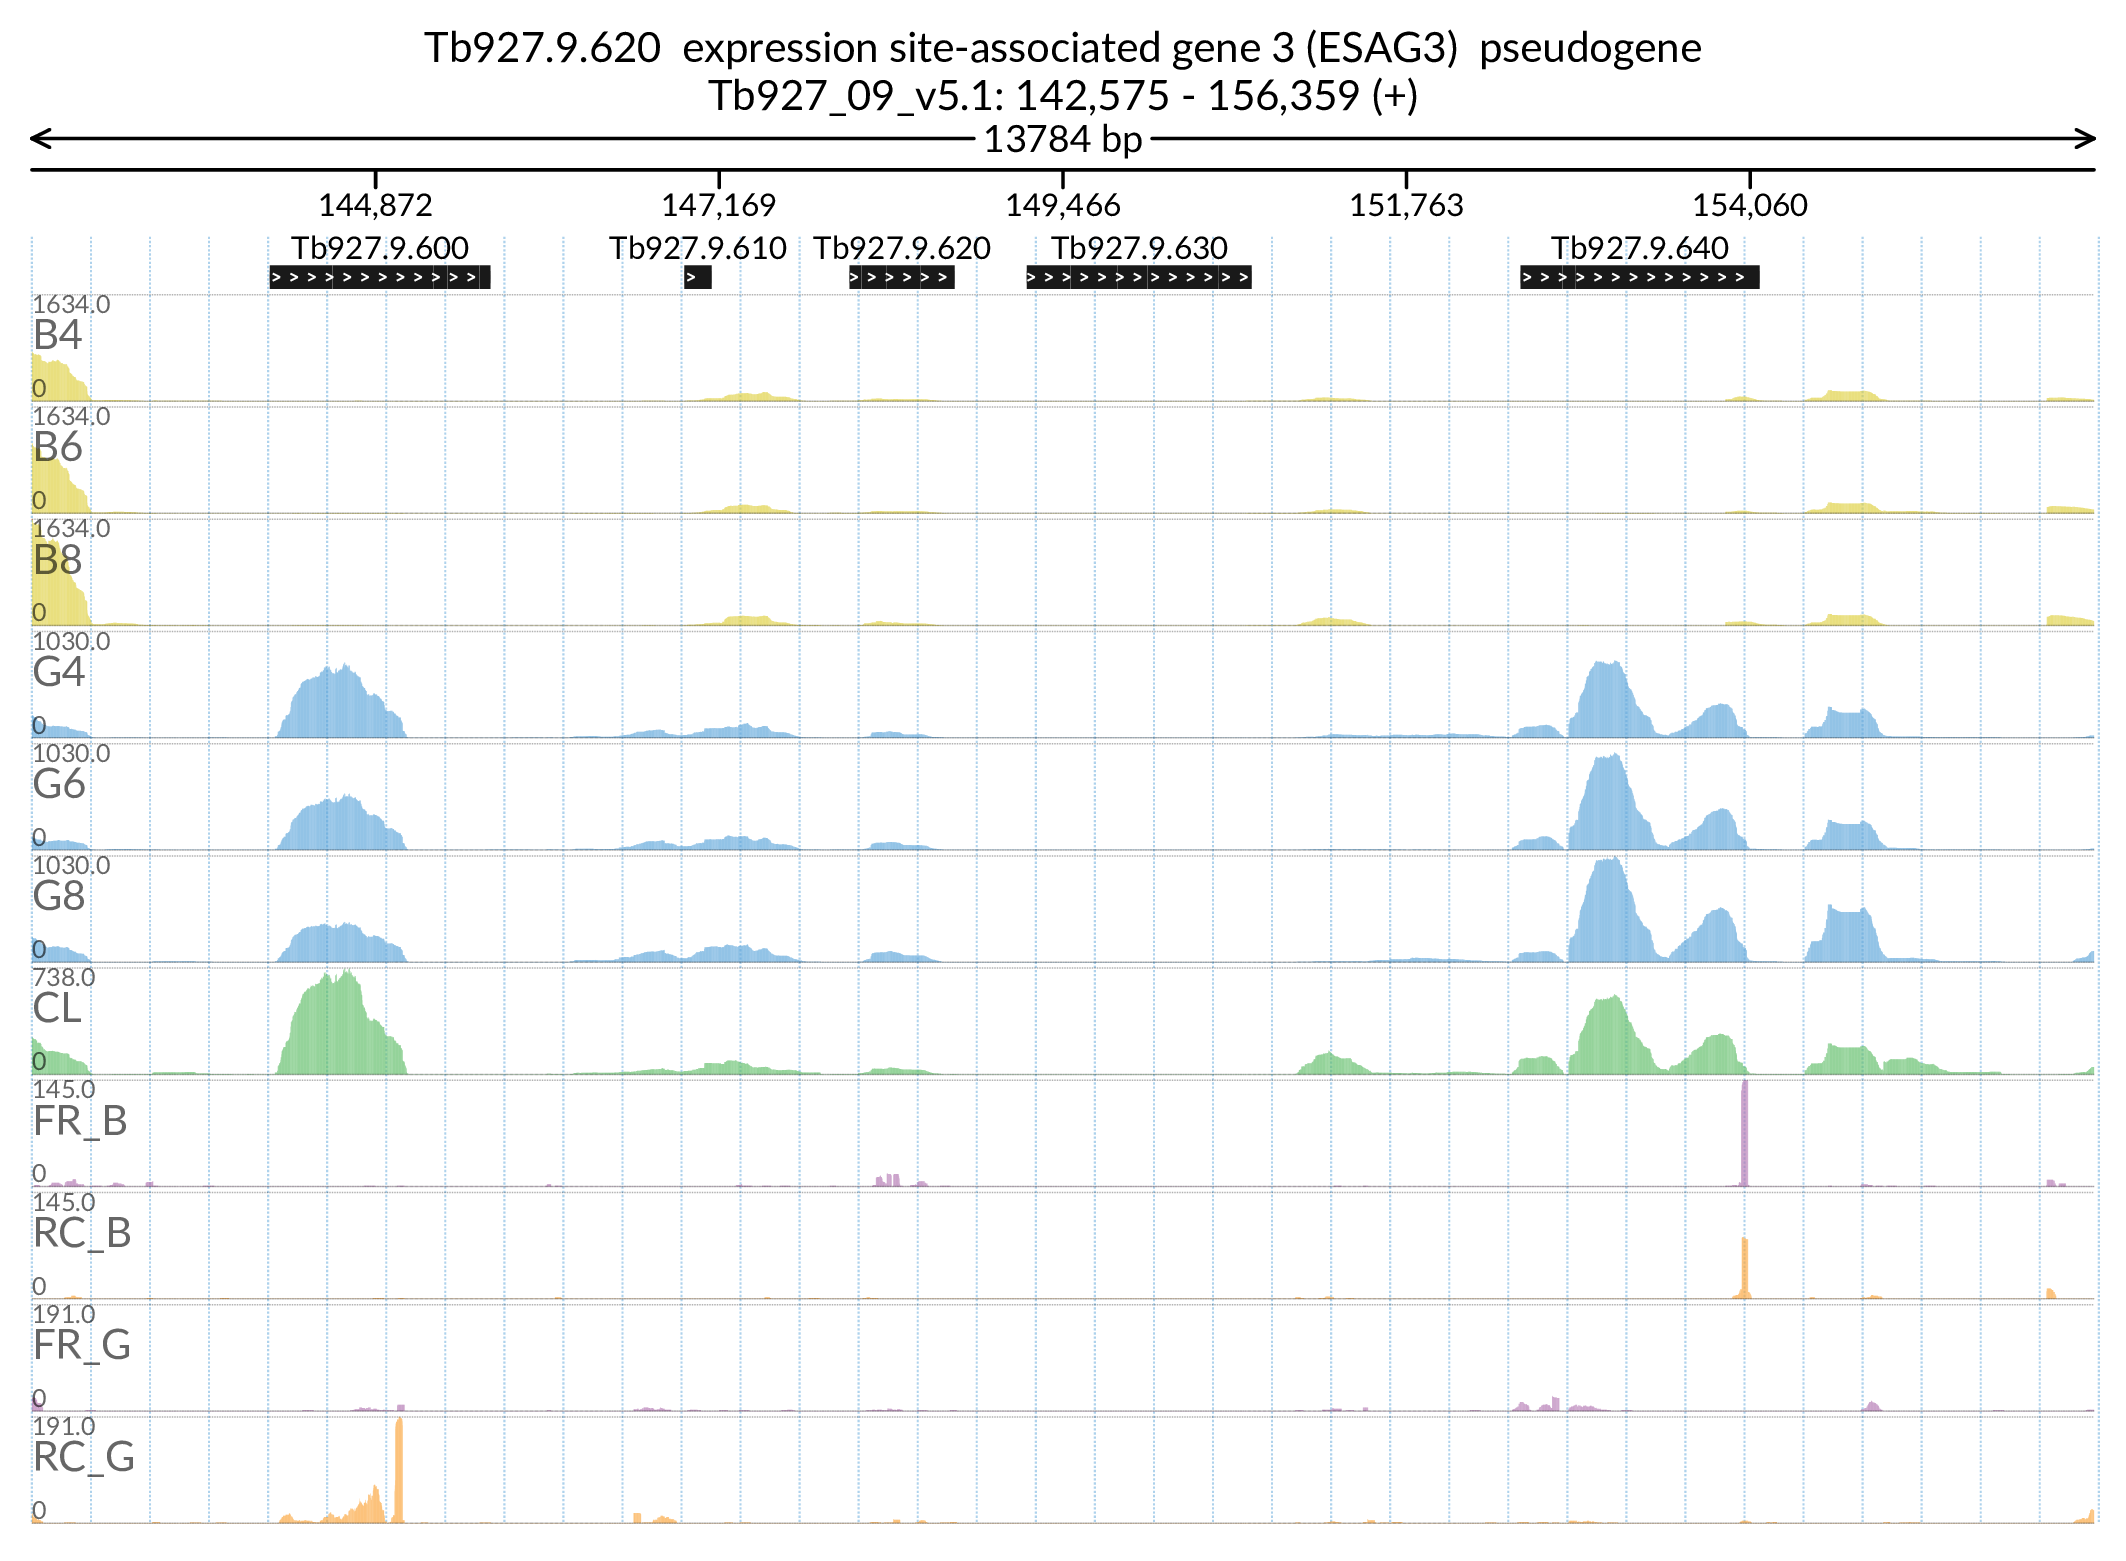 Tb927.9.620 expression site-associated gene 3 (ESAG3) pseudogene
Tb927_09_v5.1: 142,575 - 156,359 (+)
13784 bp
144,872 147,169 149,466 151,763 154,060
Tb927.9.600 Tb927.9.610 Tb927.9.620 Tb927.9.630 Tb927.9.640
1634.0
B4
0
1634.0
B6
0
1634.0
B8
0
1030.0
G4
0
1030.0
G6
0
1030.0
G8
0
738.0
CL
0
145.0
FR_B
0
145.0
RC_B
0
191.0
FR_G
0
191.0
RC_G
0